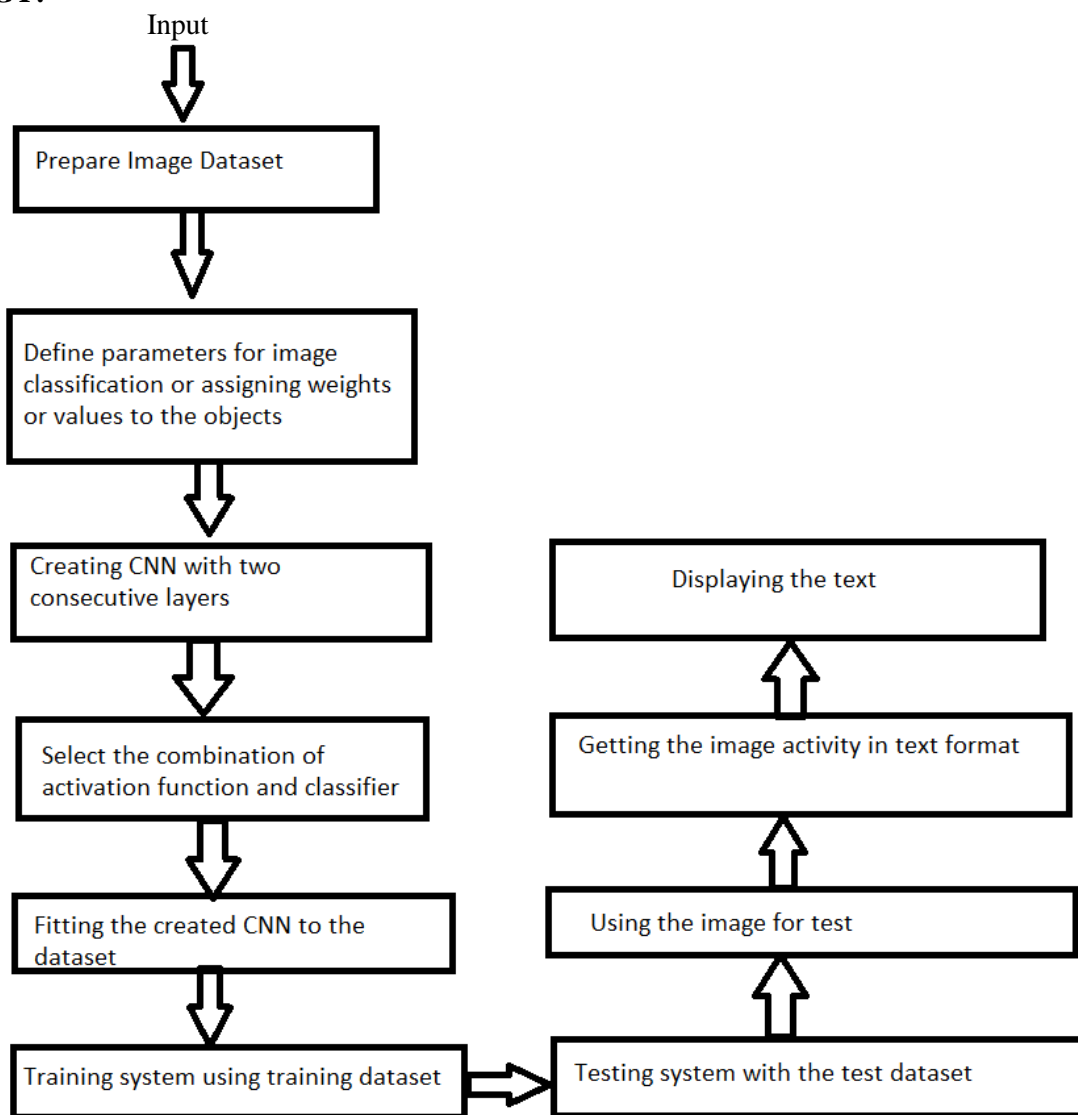 Input
Prepare Image Dataset
Define parameters for image
classification or assigning weights
or values to the objects
Creating CNN with two
consecutive layers
Select the combination of
activation function and classifier
Fitting the created CNN to the
dataset
Training system using training dataset
Testing system with the test dataset
Using the image for test
Getting the image activity in text format
Displaying the text